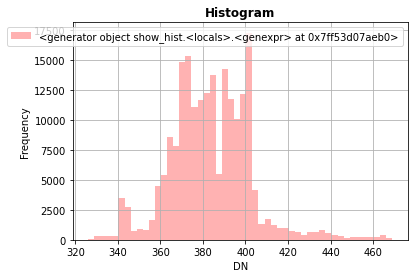 Histogram
17500
<generator object show_hist.<locals>.<genexpr> at 0x7ff53d07aeb0>
15000
12500
10000
7500
5000
2500
0
Frequency
320 340 360 380 400 420 440 460
DN